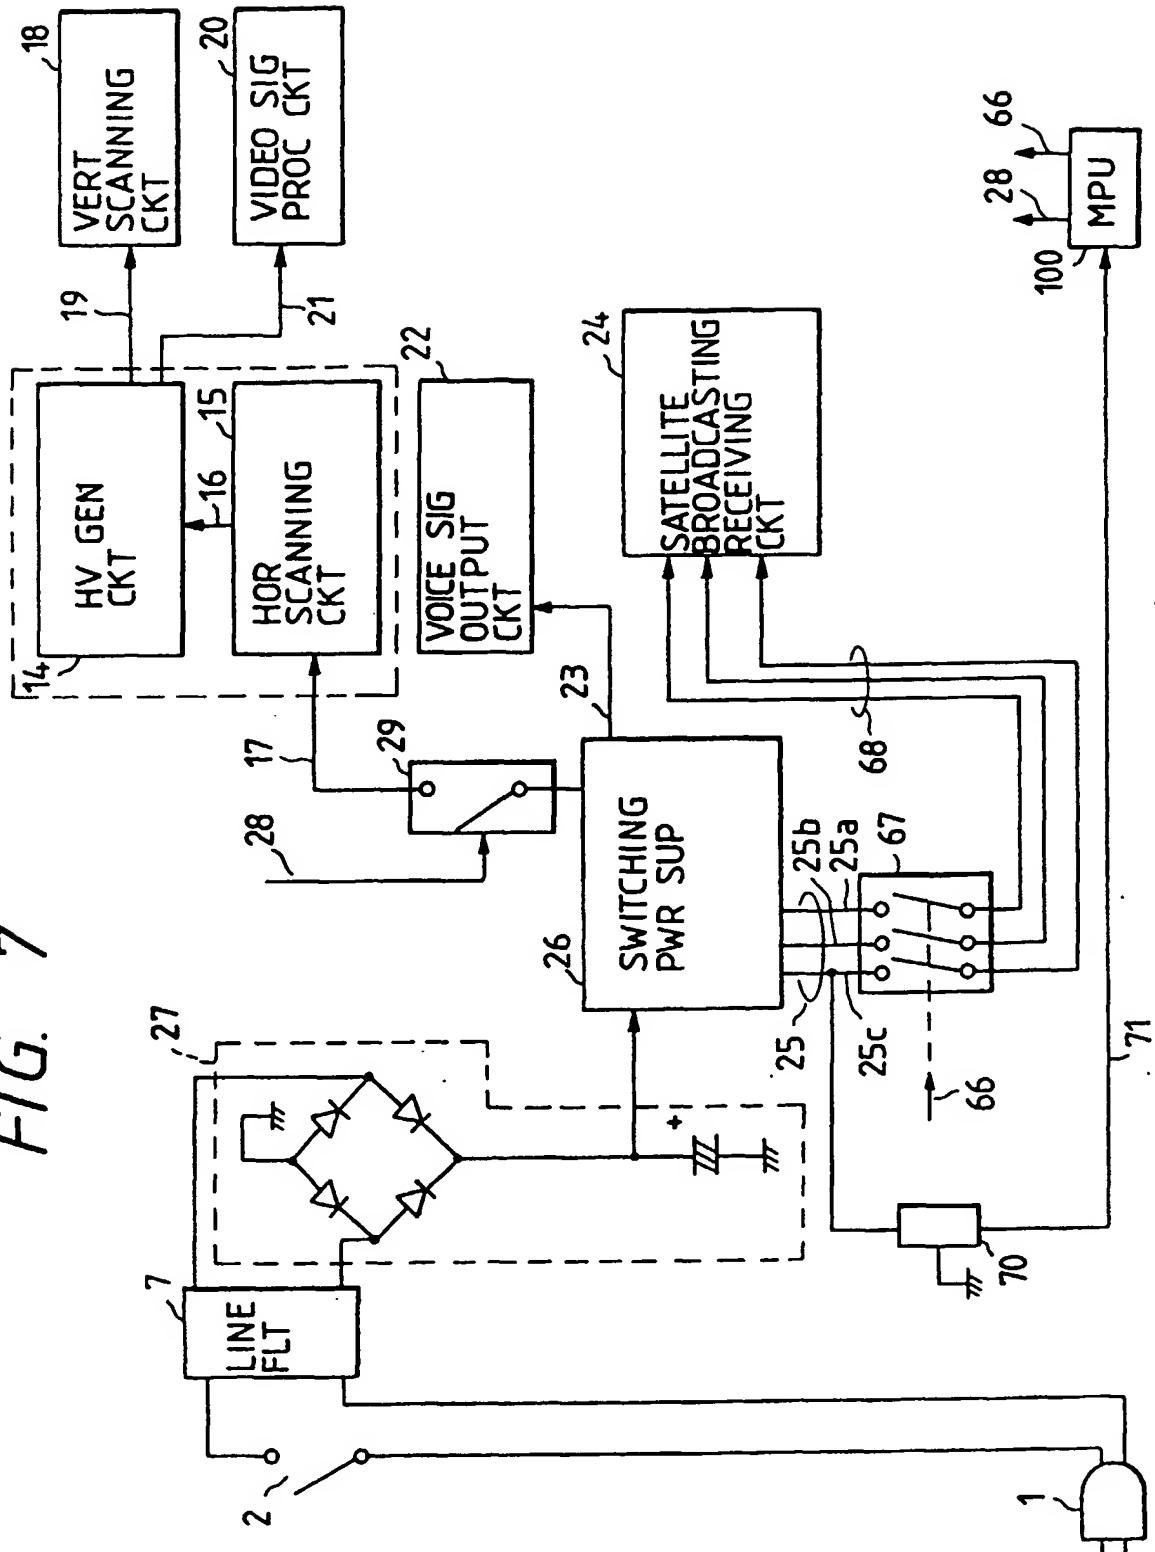 FIG. 7
1
2
7
LINE
FLT
27
+
26
SWITCHING
PWR SUP
28
29
17
14
HV GEN
CKT
16
15
HOR
SCANNING
CKT
19
18
VERT
SCANNING
CKT
21
20
VIDEO SIG
PROC CKT
22
VOICE SIG
OUTPUT
CKT
23
24
SATELLITE
BROADCASTING
RECEIVING
CKT
68
25
25b
25a
25c
67
66
70
71
100
MPU
28
66